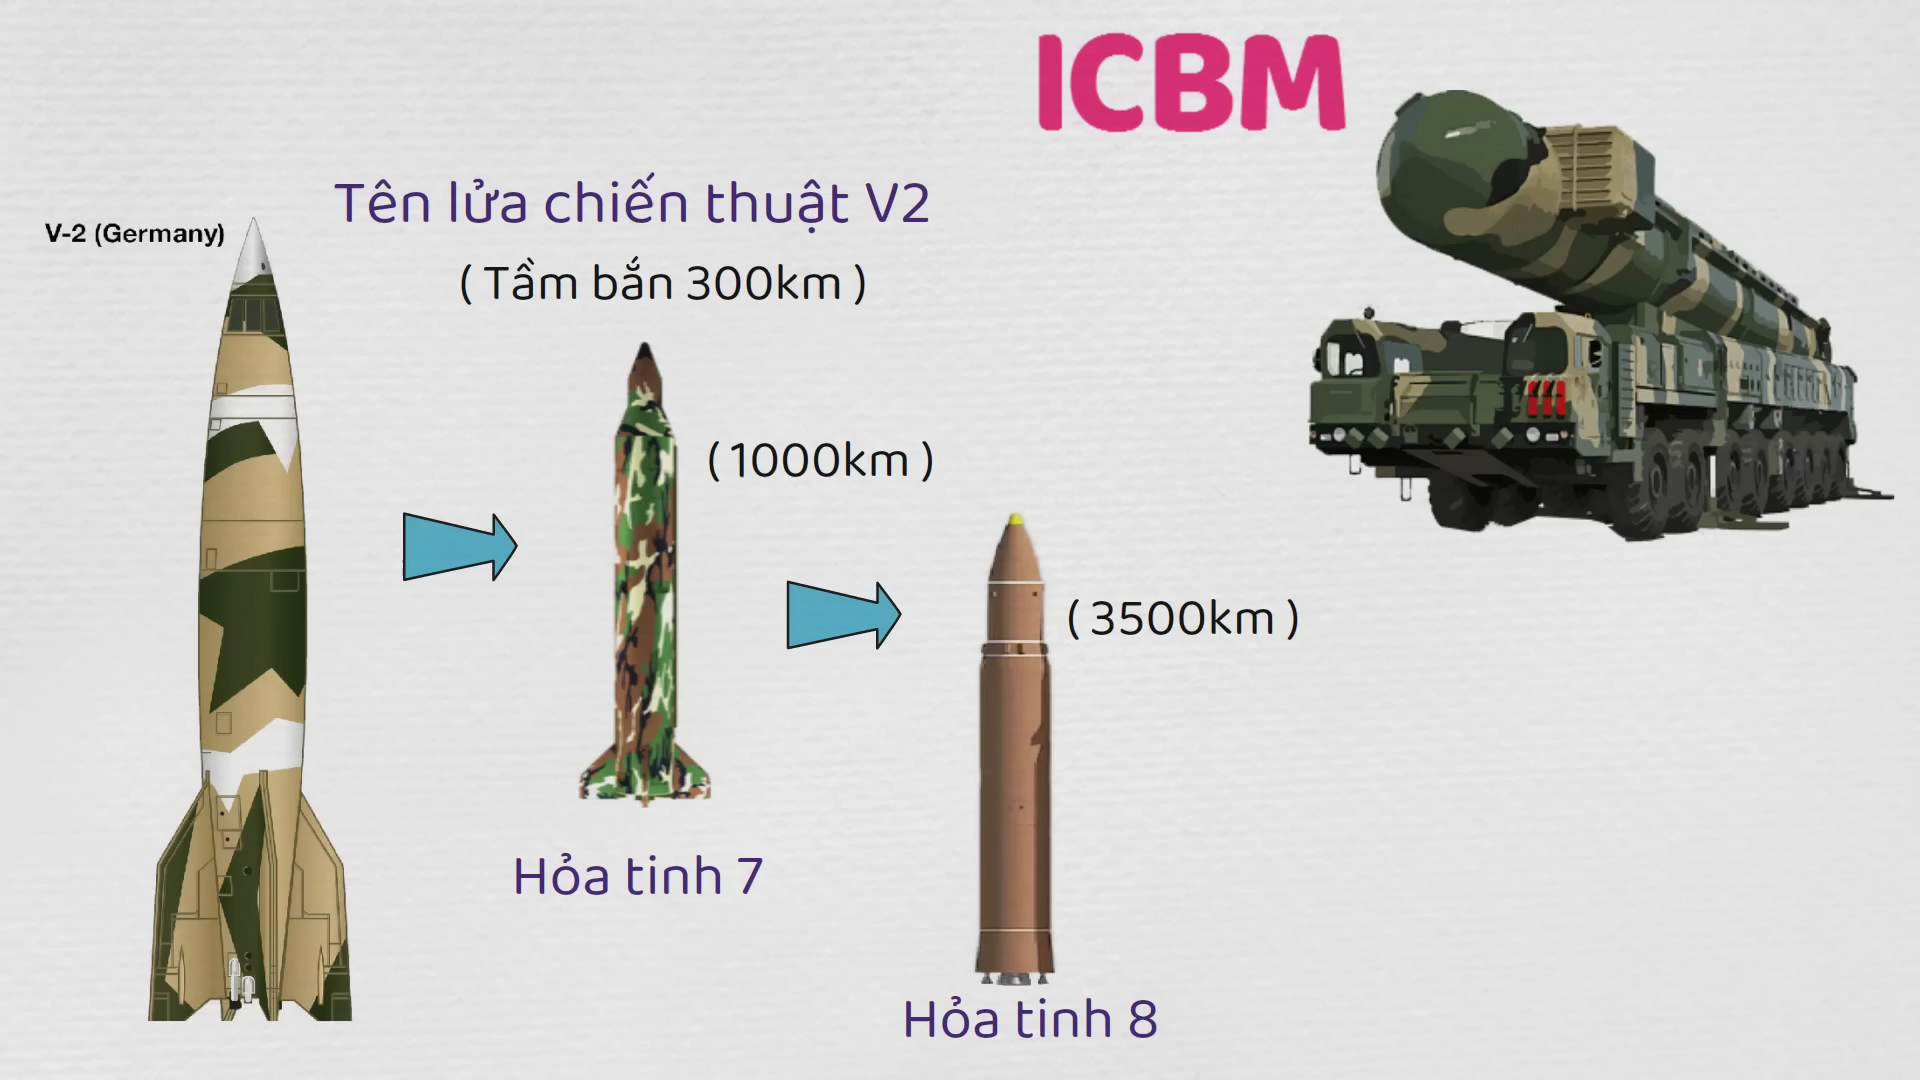 ICBM
Tên lửa chiến thuật V2
V-2 (Germany)
( Tầm bắn 300km )
( 1000km )
( 3500km )
Hỏa tinh 7
Hỏa tinh 8